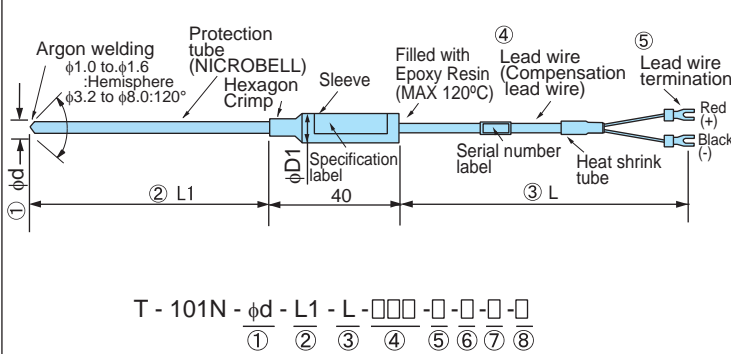 Argon welding
φ1.0 to.φ1.6
:Hemisphere
φ3.2 to φ8.0:120°
Protection
tube
(NICROBELL)
Hexagon
Crimp
Sleeve
Filled with
Epoxy Resin
(MAX 120ºC)
④
Lead wire
(Compensation
lead wire)
⑤
Lead wire
termination
Red
(+)
Black
(-)
Specification
label
Serial number
label
Heat shrink
tube
φD1
① φd
② L1
40
③ L
T - 101N - φd - L1 - L - □□□ - □ - □ - □ - □
① ② ③ ④ ⑤ ⑥ ⑦ ⑧